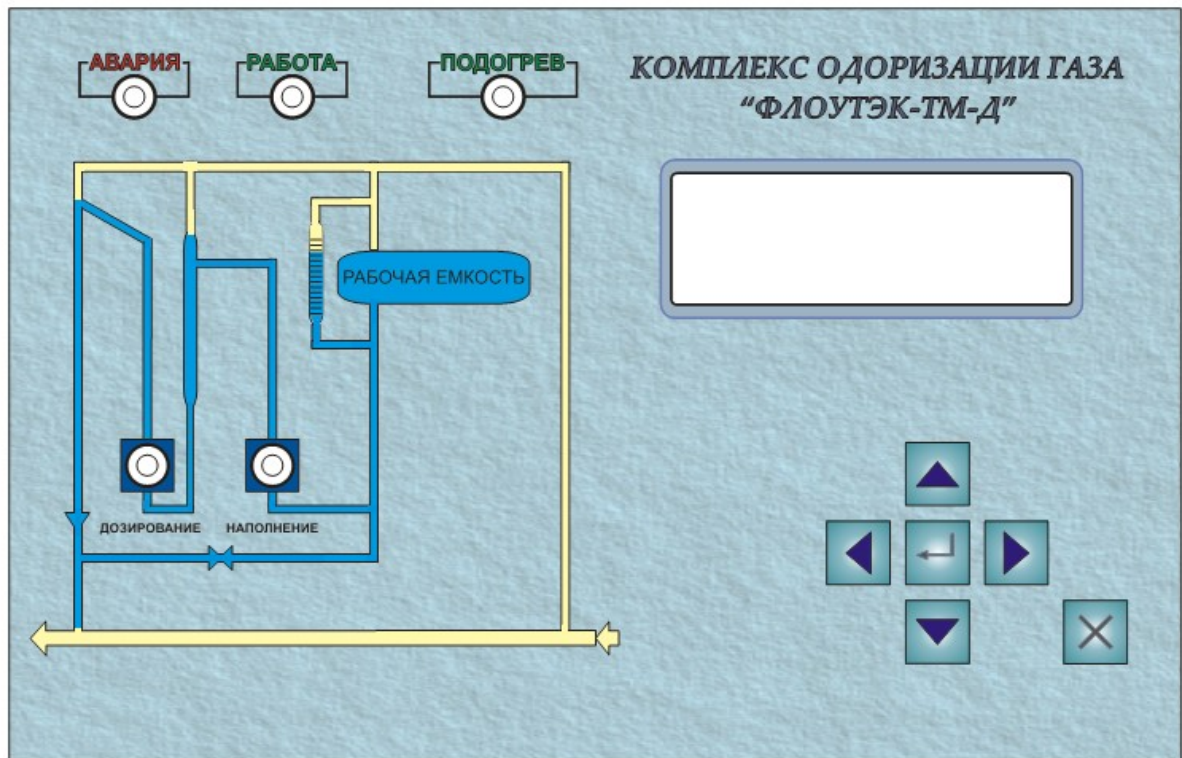 АВАРИЯ
РАБОТА
ПОДОГРЕВ
КОМПЛЕКС ОДОРИЗАЦИИ ГАЗА
“ФЛОУТЭК-ТМ-Д”
РАБОЧАЯ ЕМКОСТЬ
ДОЗИРОВАНИЕ
НАПОЛНЕНИЕ